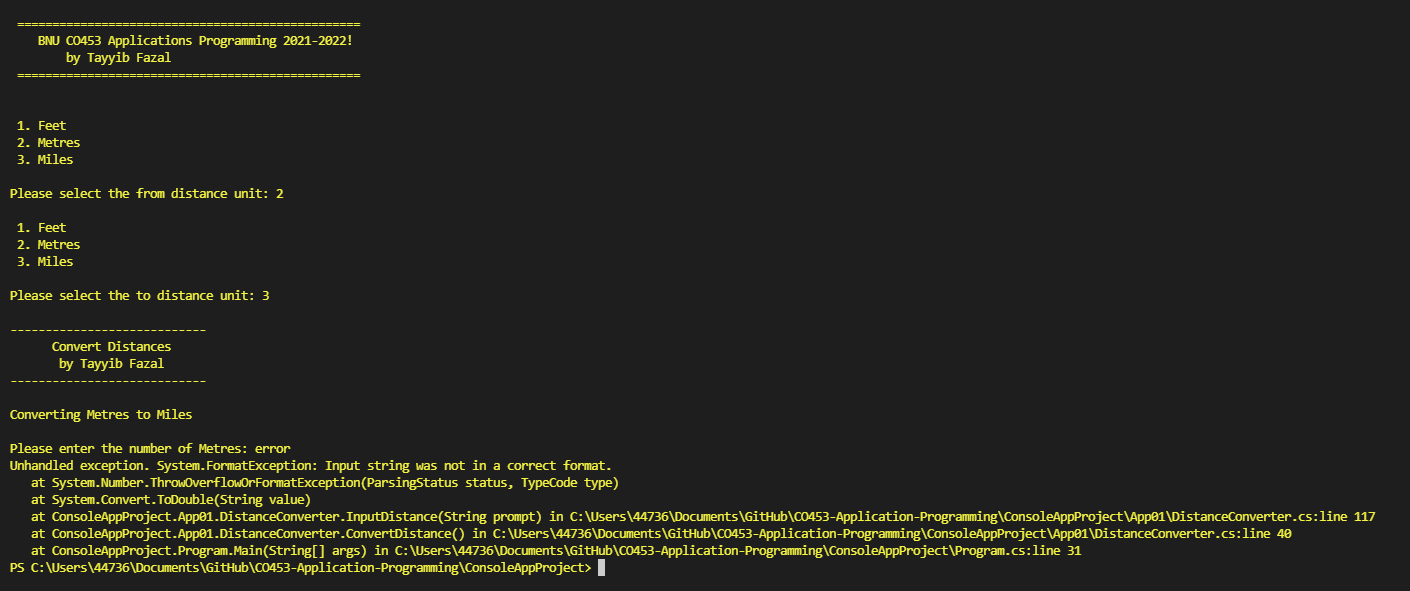 =================================================
BNU CO453 Applications Programming 2021-2022!
by Tayyib Fazal
=================================================
1. Feet
2. Metres
3. Miles
Please select the from distance unit: 2
1. Feet
2. Metres
3. Miles
Please select the to distance unit: 3
----------------------------
Convert Distances
by Tayyib Fazal
----------------------------
Converting Metres to Miles
Please enter the number of Metres: error
Unhandled exception. System.FormatException: Input string was not in a correct format.
at System.Number.ThrowOverflowOrFormatException(ParsingStatus status, TypeCode type)
at System.Convert.ToDouble(String value)
at ConsoleAppProject.App01.DistanceConverter.InputDistance(String prompt) in C:\Users\44736\Documents\GitHub\CO453-Application-Programming\ConsoleAppProject\App01\DistanceConverter.cs:line 117
at ConsoleAppProject.App01.DistanceConverter.ConvertDistance() in C:\Users\44736\Documents\GitHub\CO453-Application-Programming\ConsoleAppProject\App01\DistanceConverter.cs:line 40
at ConsoleAppProject.Program.Main(String[] args) in C:\Users\44736\Documents\GitHub\CO453-Application-Programming\ConsoleAppProject\Program.cs:line 31
PS C:\Users\44736\Documents\GitHub\CO453-Application-Programming\ConsoleAppProject>